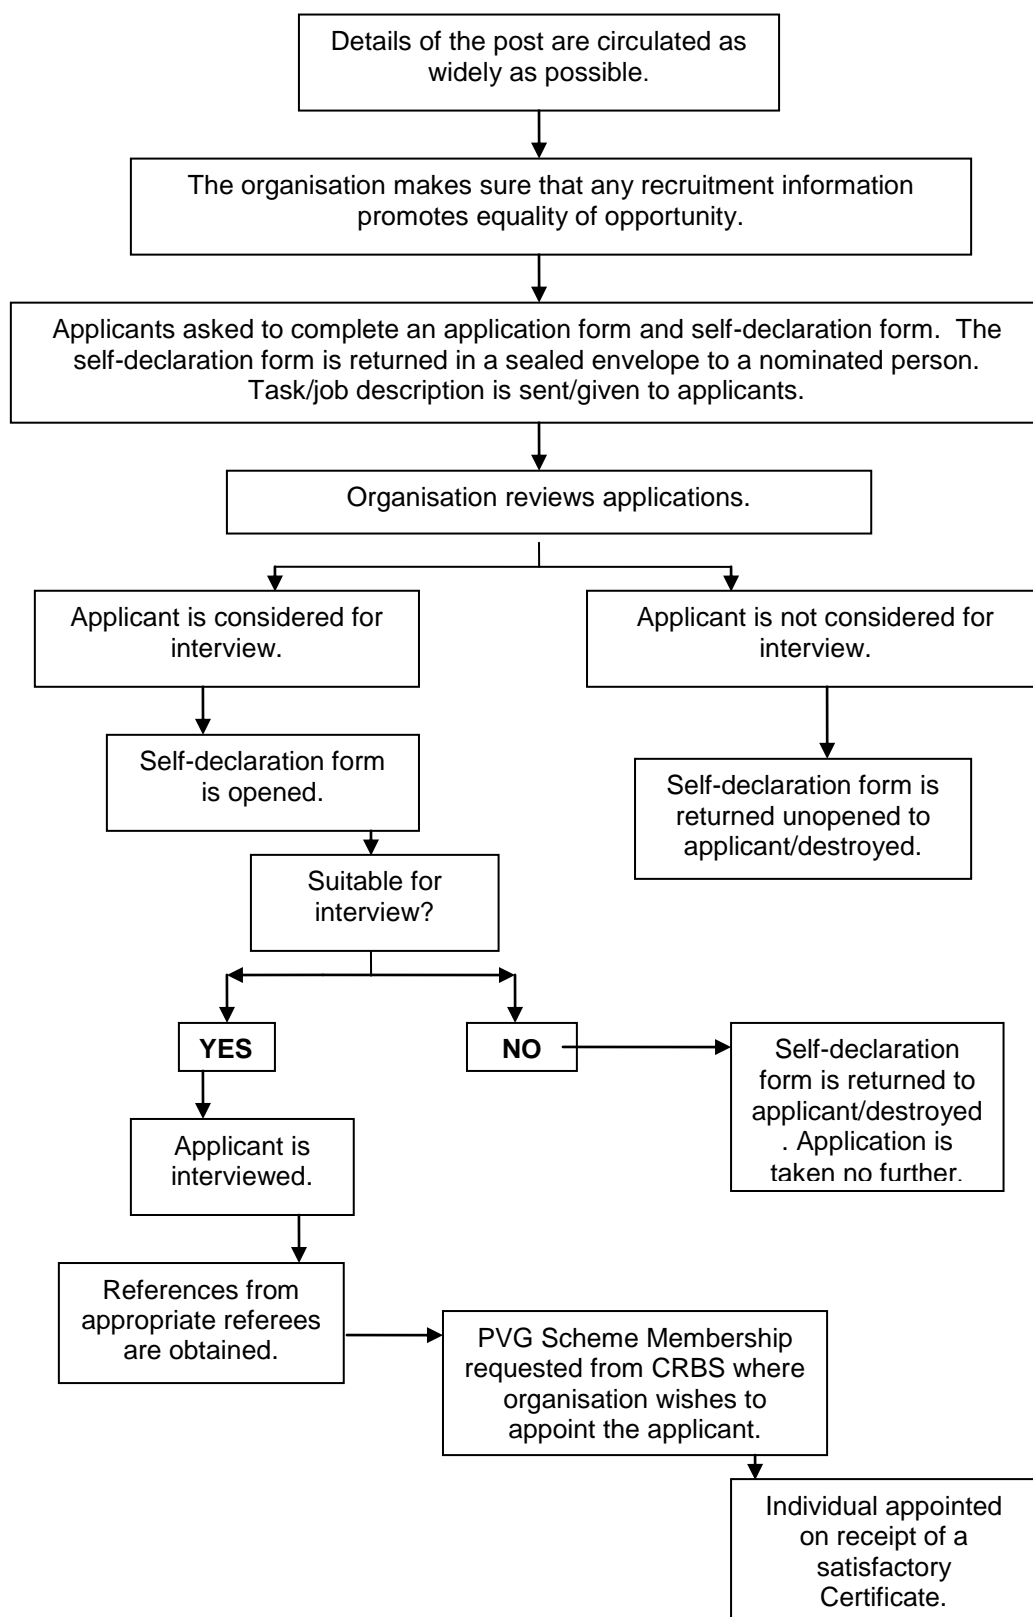 Details of the post are circulated as
widely as possible.
The organisation makes sure that any recruitment information
promotes equality of opportunity.
Applicants asked to complete an application form and self-declaration form.  The
self-declaration form is returned in a sealed envelope to a nominated person.
Task/job description is sent/given to applicants.
Organisation reviews applications.
Applicant is considered for
interview.
Applicant is not considered for
interview.
Self-declaration form
is opened.
Self-declaration form is
returned unopened to
applicant/destroyed.
Suitable for
interview?
YES
NO
Self-declaration
form is returned to
applicant/destroyed
. Application is
taken no further.
Applicant is
interviewed.
References from
appropriate referees
are obtained.
PVG Scheme Membership
requested from CRBS where
organisation wishes to
appoint the applicant.
Individual appointed
on receipt of a
satisfactory
Certificate.